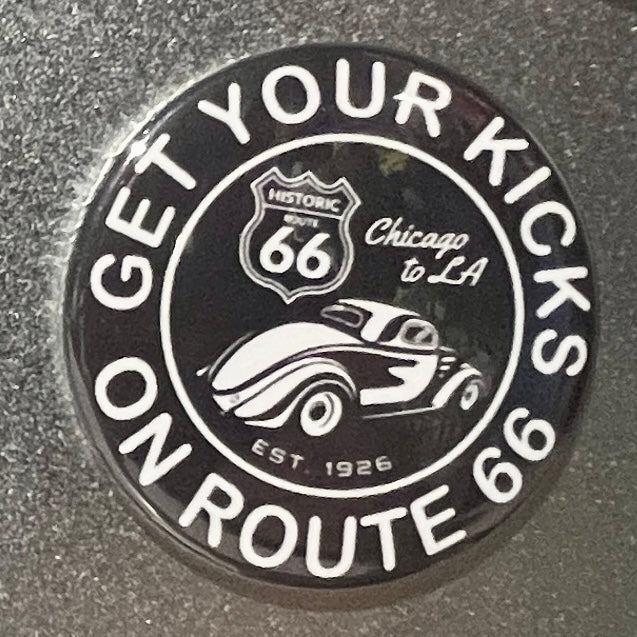 GET YOUR KICKS
ON ROUTE 66
HISTORIC
ROUTE
66
Chicago
to LA
EST. 1926